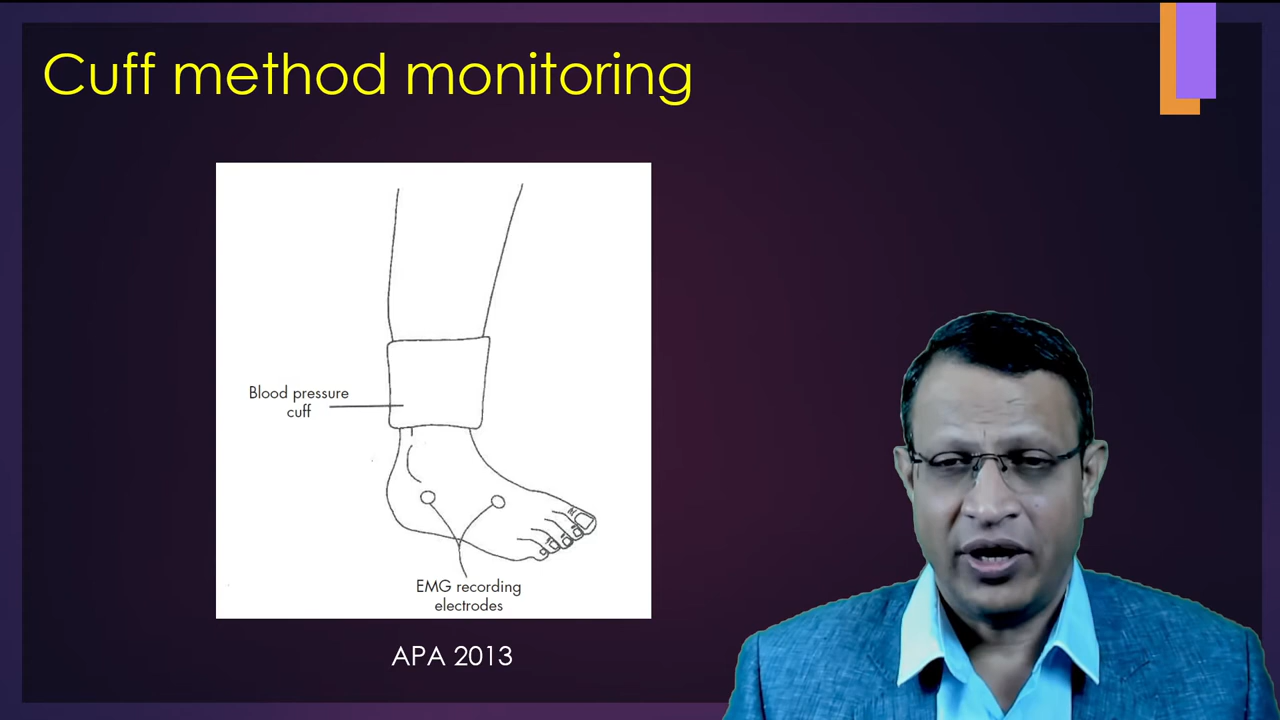 Cuff method monitoring
Blood pressure
cuff
EMG recording
electrodes
APA 2013